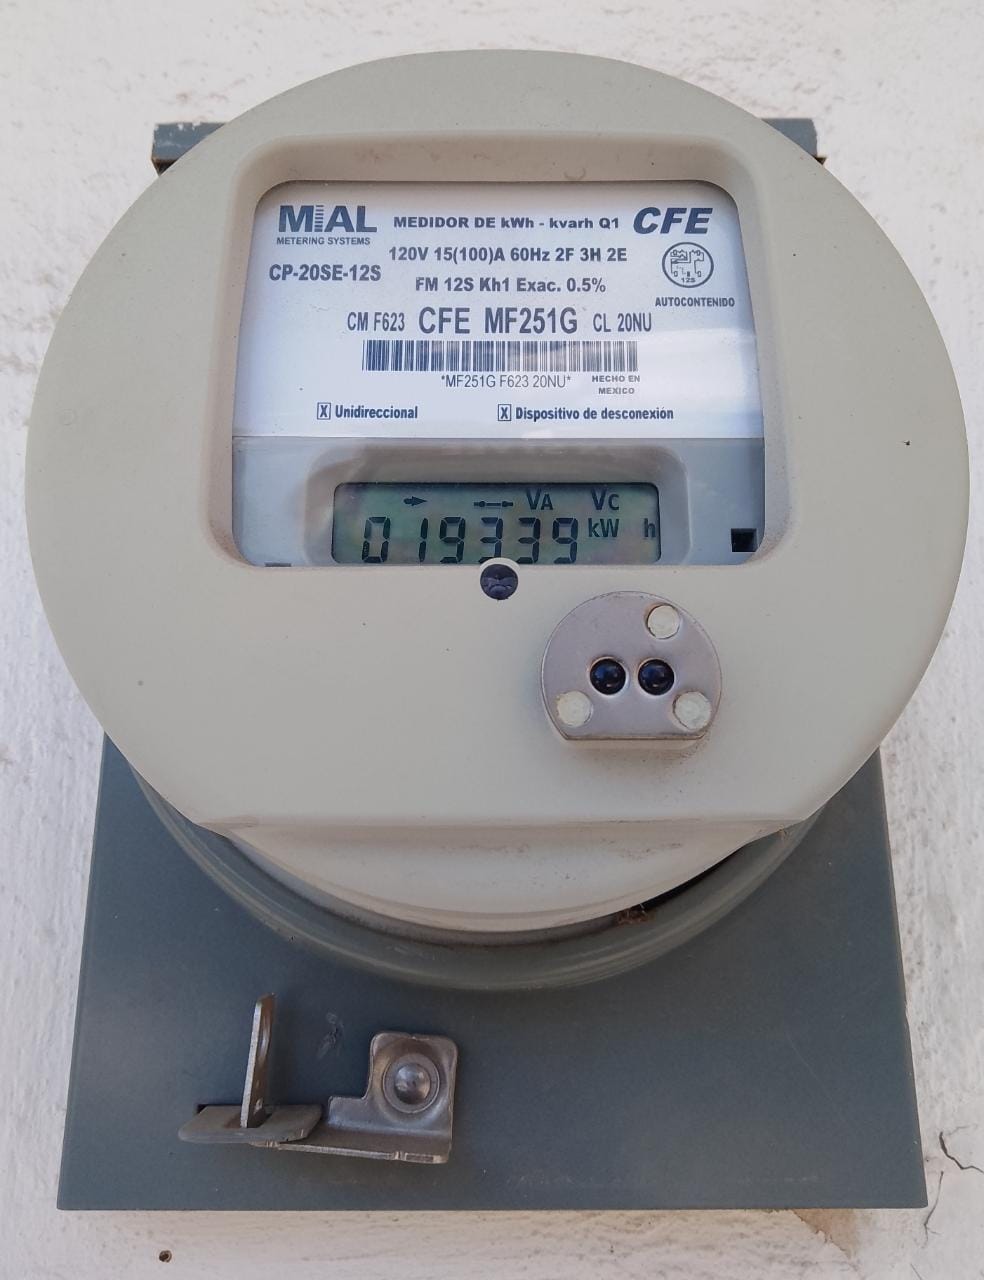 MIAL
METERING SYSTEMS
MEDIDOR DE kWh - kvarh Q1
CFE
120V 15(100)A 60Hz 2F 3H 2E
CP-20SE-12S
FM 12S Kh1 Exac. 0.5%
12S
AUTOCONTENIDO
CM F623 CFE MF251G CL 20NU
*MF251G F623 20NU*
HECHO EN
MEXICO
X Unidireccional
X Dispositivo de desconexión
VA VC
019339 kW h